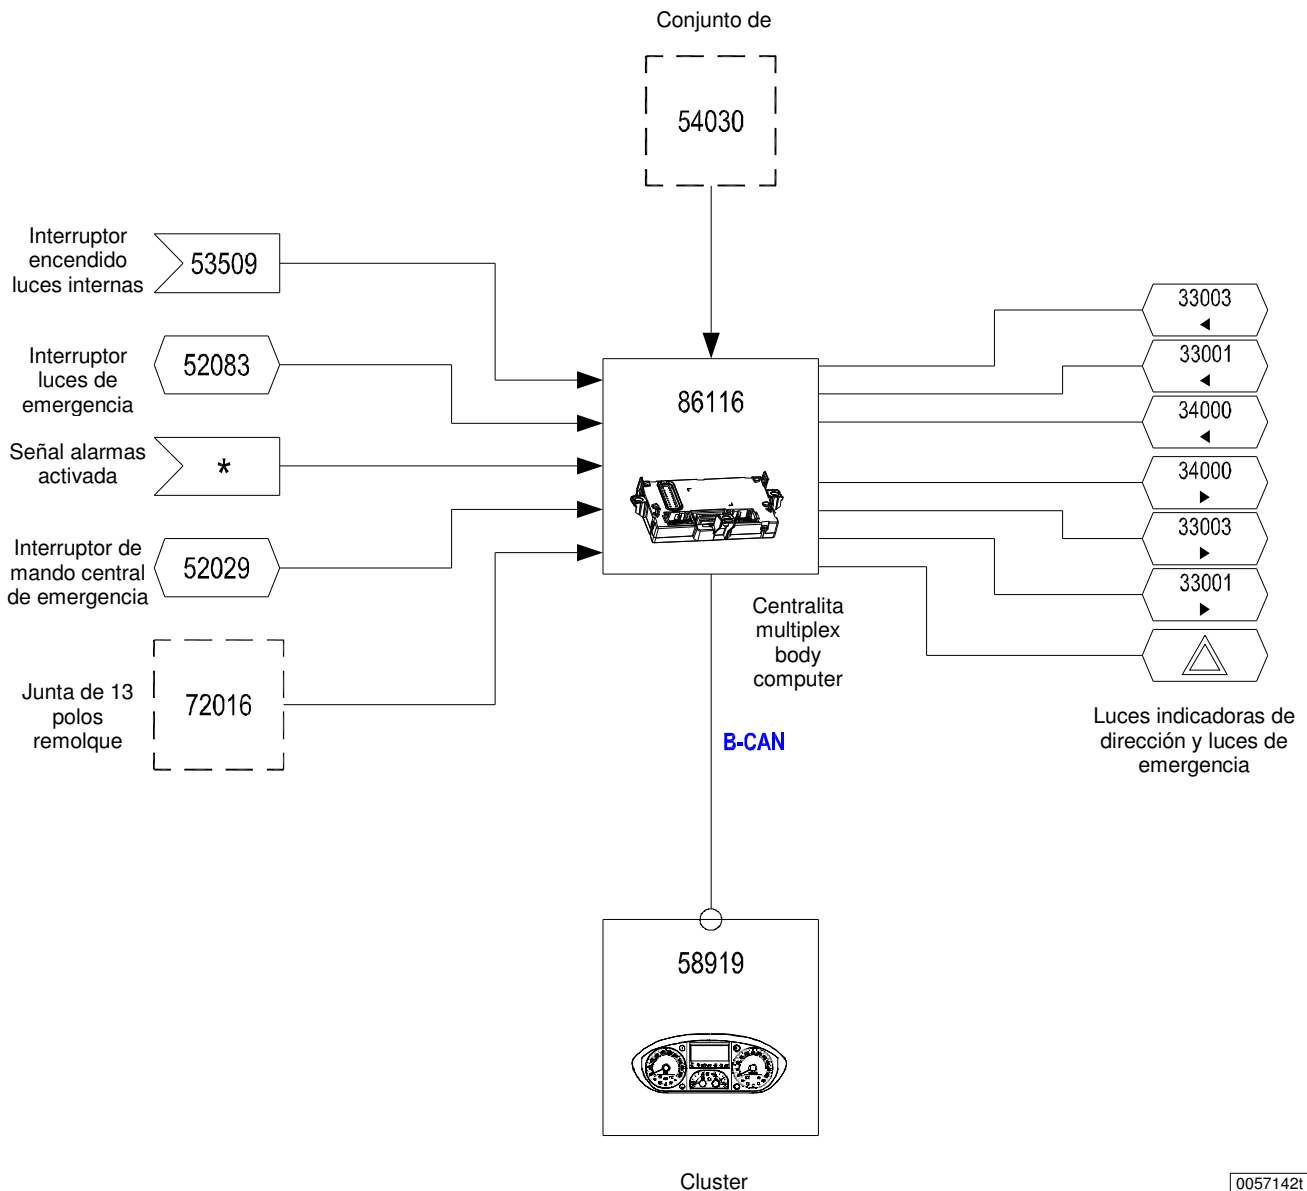 Conjunto de
54030
Interruptor
encendido
luces internas
53509
Interruptor
luces de
emergencia
52083
Señal alarmas
activada
*
Interruptor de
mando central
de emergencia
52029
Junta de 13
polos
remolque
72016
86116
Centralita
multiplex
body
computer
B-CAN
33003
33001
34000
34000
33003
33001
Luces indicadoras de
dirección y luces de
emergencia
58919
Cluster
0057142t